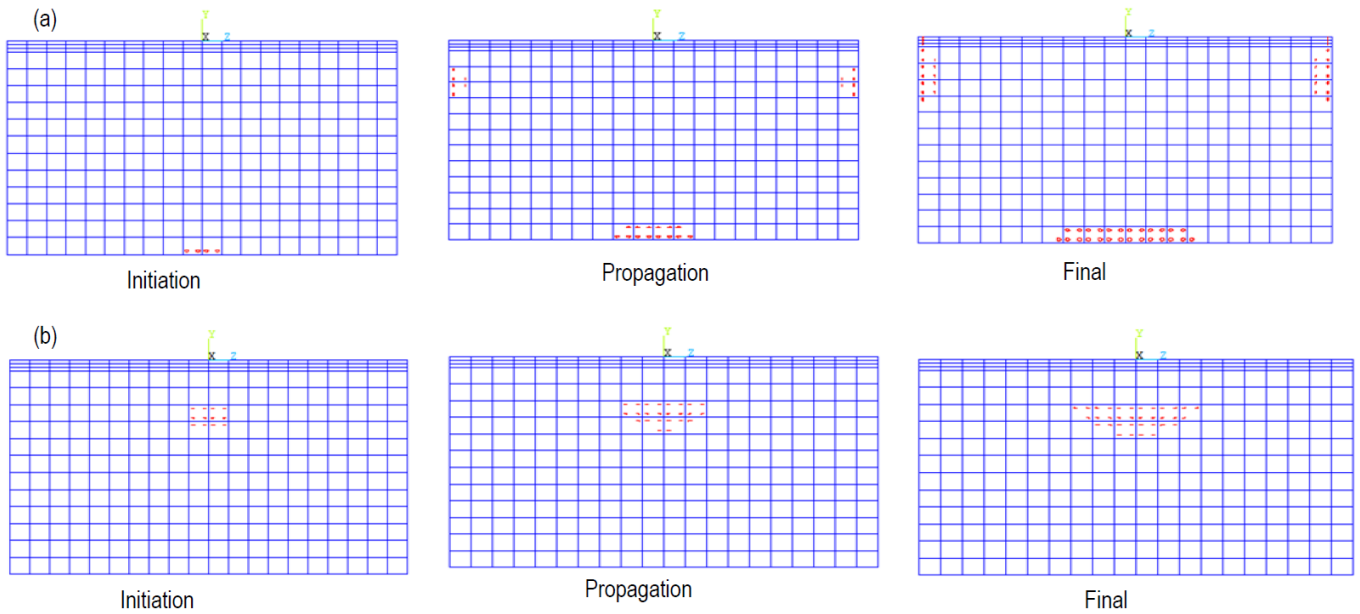 (a)
Y
X Z
Y
X Z
Y
X Z
Initiation
Propagation
Final
(b)
Y
X Z
Y
X Z
Y
X Z
Initiation
Propagation
Final